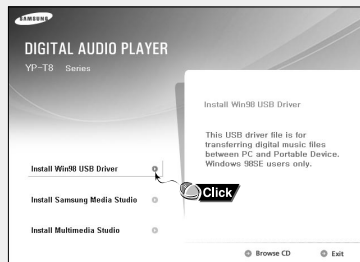 SAMSUNG
DIGITAL AUDIO PLAYER
YP-T8 Series
Install Win98 USB Driver
This USB driver file is for
transferring digital music files
between PC and Portable Device.
Windows 98SE users only.
Install Win98 USB Driver
Click
Install Samsung Media Studio
Install Multimedia Studio
Browse CD
Exit